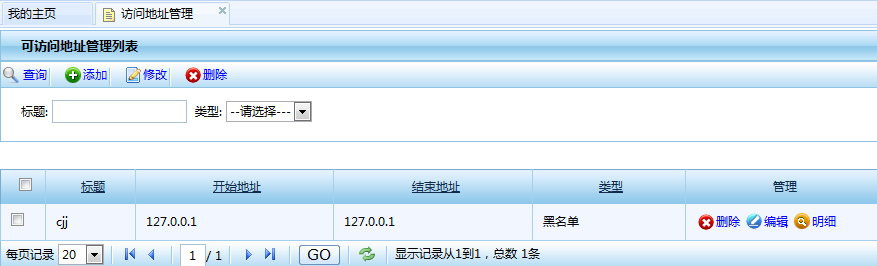 我的主页 访问地址管理
可访问地址管理列表
查询 添加 修改 删除
标题: 类型: --请选择---
标题 开始地址 结束地址 类型 管理
cjj 127.0.0.1 127.0.0.1 黑名单 删除 编辑 明细
每页记录 20 1 / 1 GO 显示记录从1到1，总数 1条